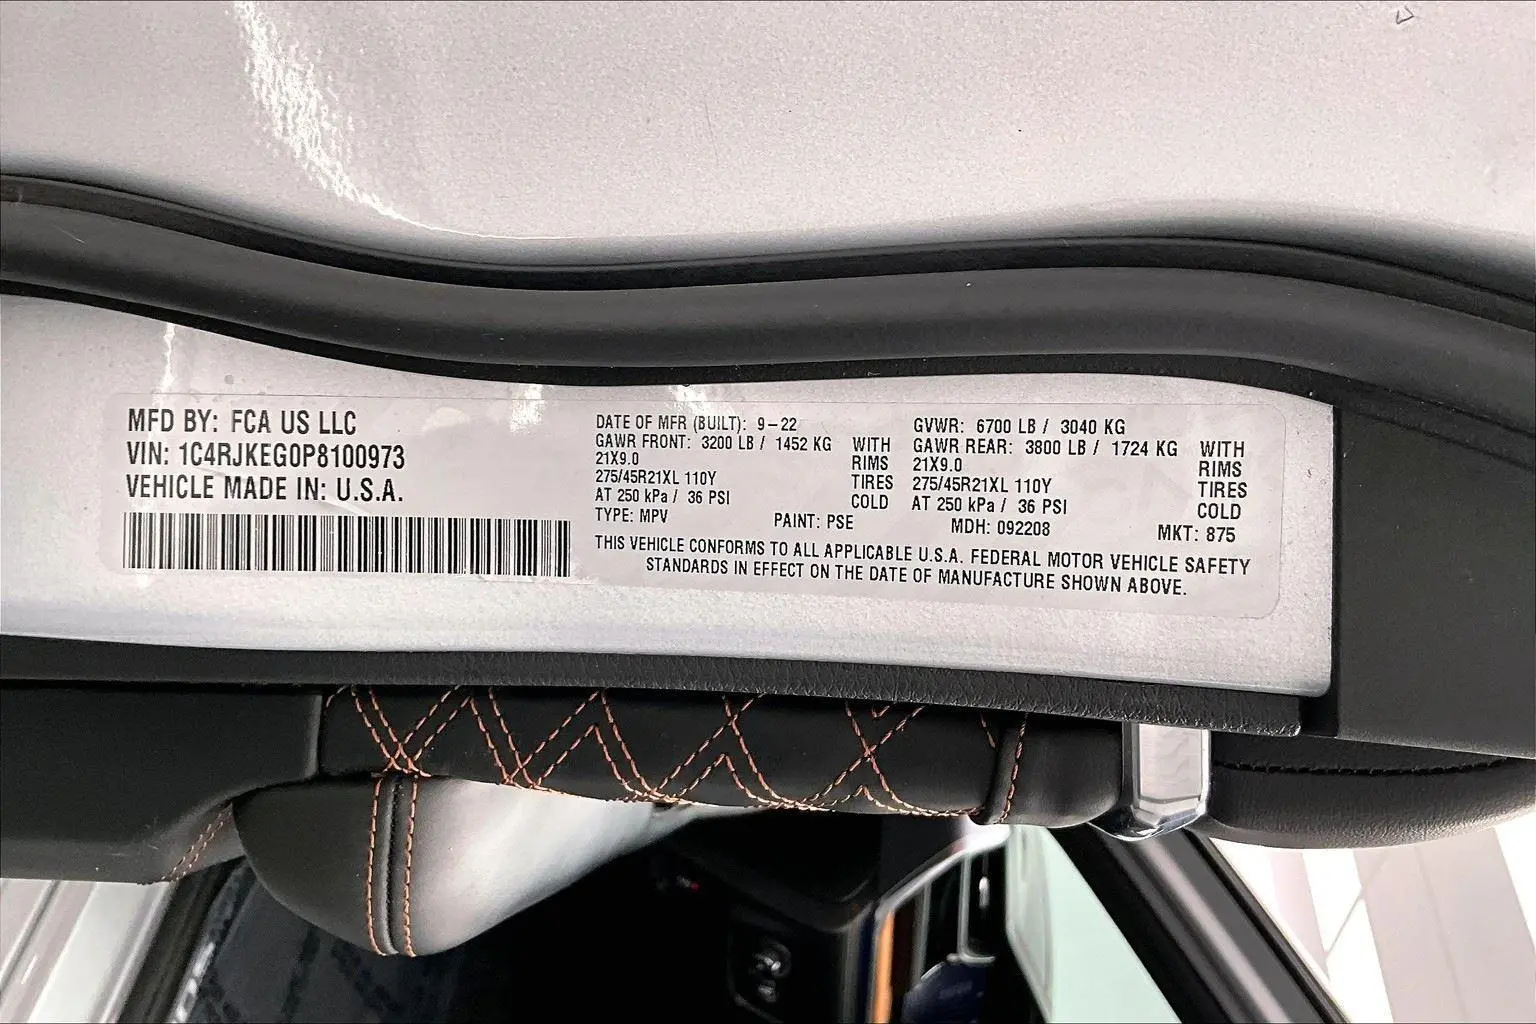 MFD BY: FCA US LLC
VIN: 1C4RJKEG0P8100973
VEHICLE MADE IN: U.S.A.
DATE OF MFR (BUILT): 9-22
GAWR FRONT: 3200 LB / 1452 KG WITH
21X9.0 RIMS
275/45R21XL 110Y TIRES
AT 250 kPa / 36 PSI COLD
GVWR: 6700 LB / 3040 KG
GAWR REAR: 3800 LB / 1724 KG WITH
21X9.0 RIMS
275/45R21XL 110Y TIRES
AT 250 kPa / 36 PSI COLD
TYPE: MPV PAINT: PSE MDH: 092208 MKT: 875
THIS VEHICLE CONFORMS TO ALL APPLICABLE U.S.A. FEDERAL MOTOR VEHICLE SAFETY
STANDARDS IN EFFECT ON THE DATE OF MANUFACTURE SHOWN ABOVE.